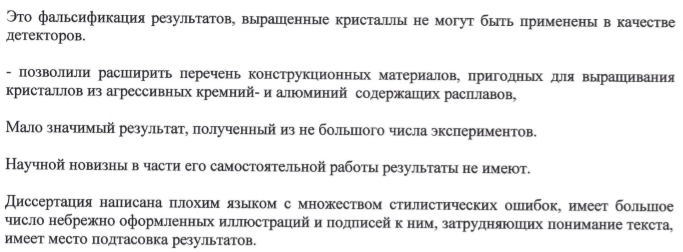 Это фальсификация результатов, выращенные кристаллы не могут быть применены в качестве
детекторов.
- позволили расширить перечень конструкционных материалов, пригодных для выращивания
кристаллов из агрессивных кремний- и алюминий содержащих расплавов,
Мало значимый результат, полученный из не большого числа экспериментов.
Научной новизны в части его самостоятельной работы результаты не имеют.
Диссертация написана плохим языком с множеством стилистических ошибок, имеет большое
число небрежно оформленных иллюстраций и подписей к ним, затрудняющих понимание текста,
имеет место подтасовка результатов.